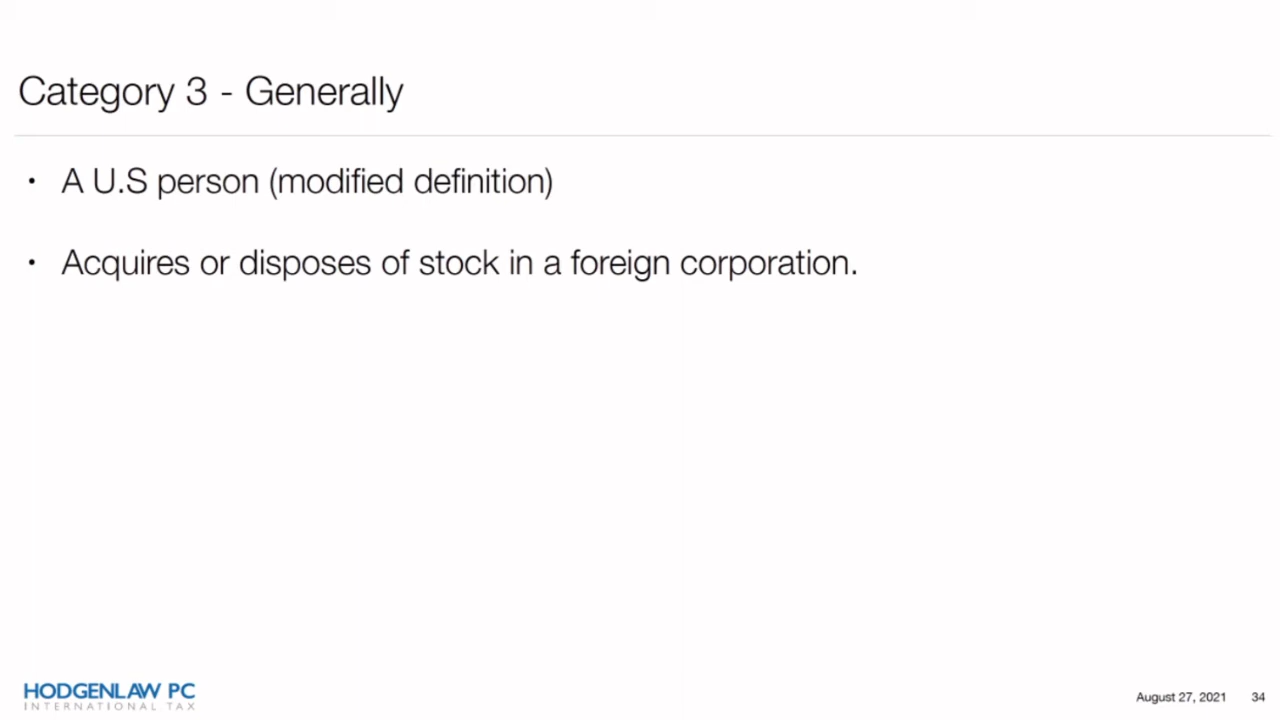 Category 3 - Generally
• A U.S person (modified definition)
• Acquires or disposes of stock in a foreign corporation.
HODGENLAW PC
INTERNATIONAL TAX
August 27, 2021 34